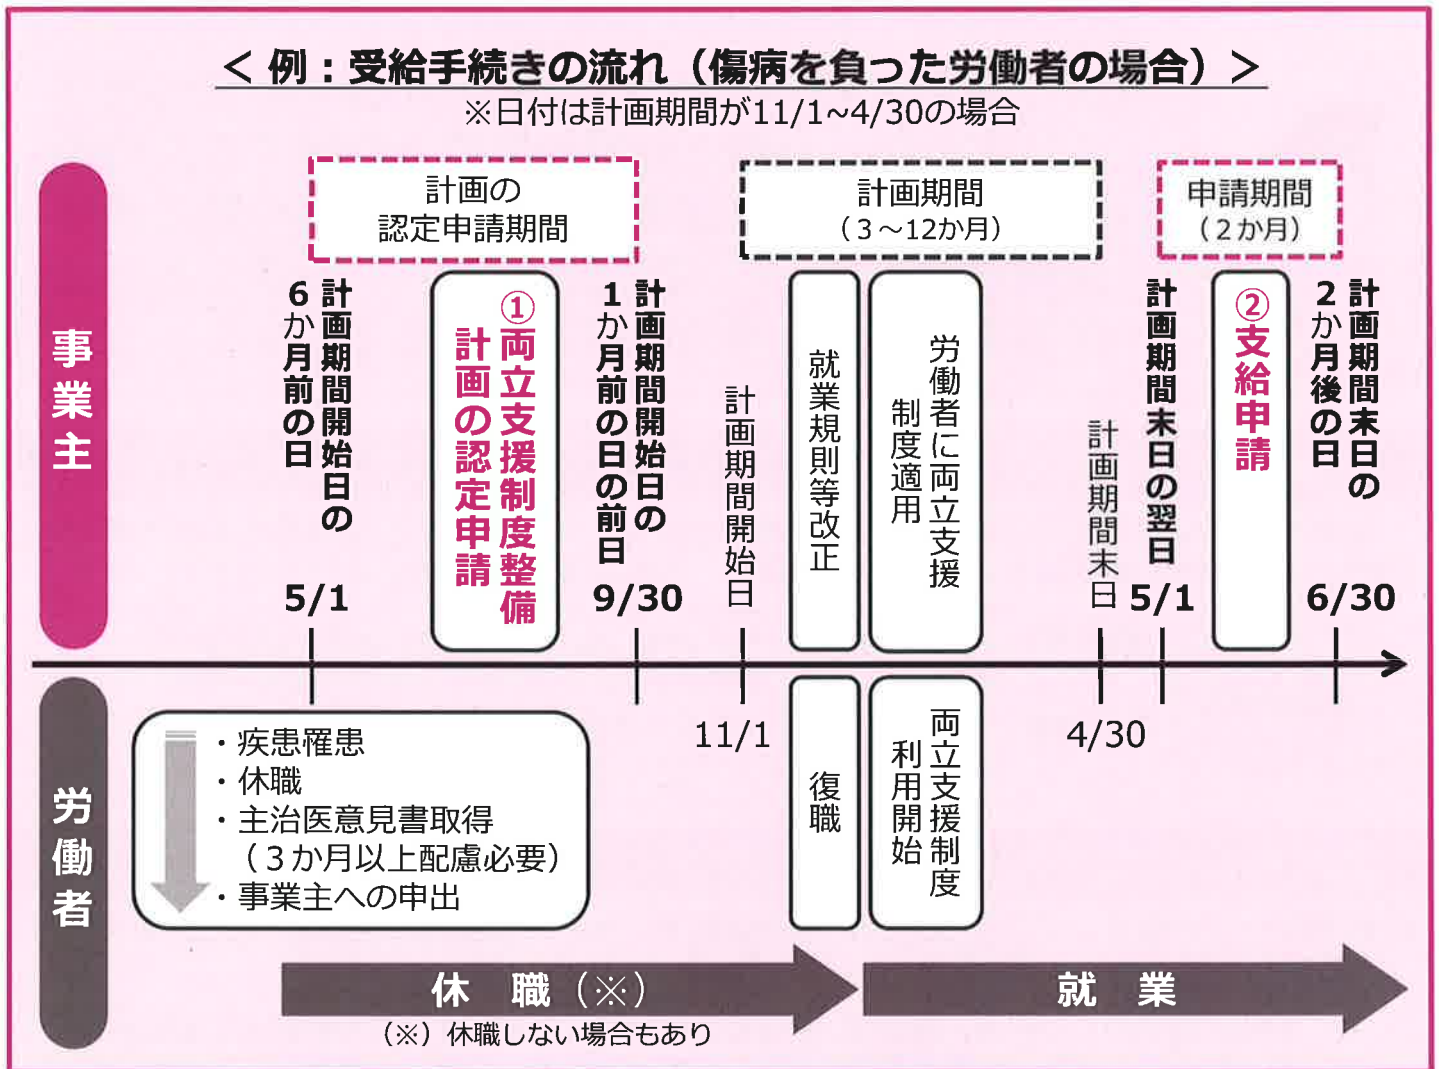 ＜ 例：受給手続きの流れ（傷病を負った労働者の場合）＞
※日付は計画期間が11/1~4/30の場合
事業主
計画の
認定申請期間
計画期間
（３～12か月）
申請期間
（２か月）
計画期間開始日の
６か月前の日
5/1
①両立支援制度整備
計画の認定申請
計画期間開始日の
１か月前の日の前日
9/30
計画期間開始日
就業規則等改正
労働者に両立支援
制度適用
計画期間末日
計画期間末日の翌日
5/1
②支給申請
計画期間末日の
２か月後の日
6/30
労働者
・疾患罹患
・休職
・主治医意見書取得
（３か月以上配慮必要）
・事業主への申出
11/1
復職
両立支援制度
利用開始
4/30
休　職（※）
就　業
（※）休職しない場合もあり